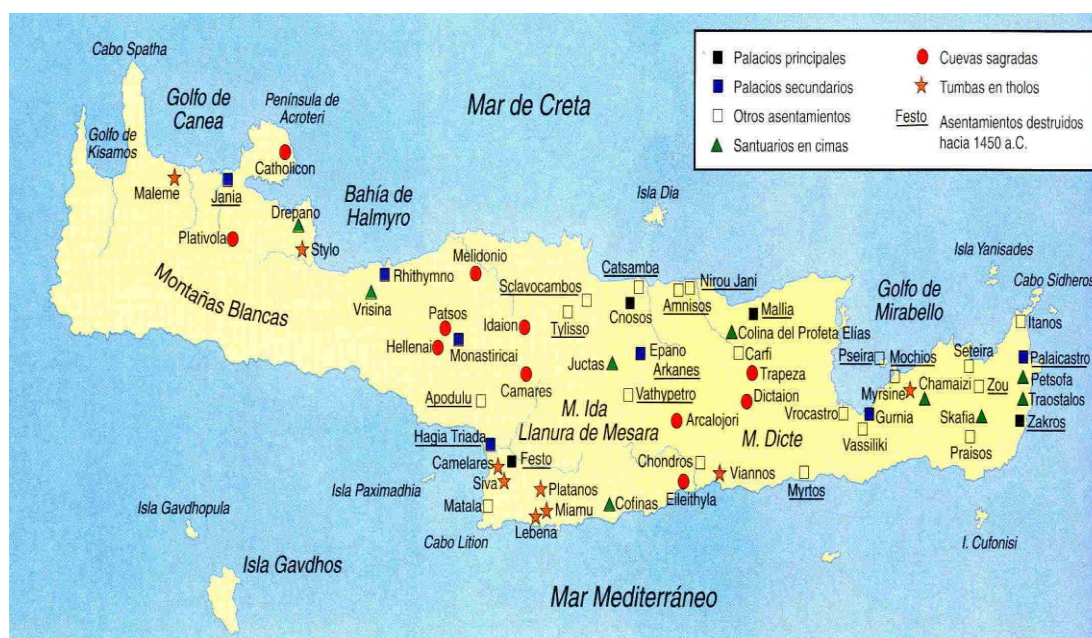 Cabo Spatha
Golfo de
Canea
Península de
Acroteri
Mar de Creta
Golfo de
Kisamos
Catholicon
Maleme
Jania
Bahía de
Halmyro
Drepano
Plativola
Stylo
Montañas Blancas
Palacios principales
Palacios secundarios
Otros asentamientos
Santuarios en cimas
Cuevas sagradas
Tumbas en tholos
Festo
Asentamientos destruidos
hacia 1450 a.C.
Isla Dia
Isla Yanisades
Cabo Sideros
Rhithymno
Vrisina
Melidonio
Sclavocambos
Catsamba
Nirou Jani
Amnisos
Cnosos
Tylisso
Mallia
Colina del Profeta Elías
Golfo de
Mirabello
Itanos
Patsos
Idaion
Hellenai
Monastiricai
Juctas
Epano
Arkanes
Carfi
Trapeza
Pseira
Mochios
Seteira
Palaicastro
Petsofa
Myrsine
Chamaizi
Zou
Traostalos
Camares
Apodulu
Vathypetro
Dictaion
Arcalojori
Vrocastro
Gurnia
Skafia
Zakros
Vassiliki
Praisos
M. Ida
Llanura de Mesara
M. Dicte
Hagia Triada
Camelares
Festo
Siva
Chondros
Viannos
Myrtos
Isla Paximadhia
Platanos
Matala
Miamu
Cofinas
Eileithyla
Lebena
Cabo Lition
Isla Gavdhopula
Isla Gavdhos
I. Cufonisi
Mar Mediterráneo